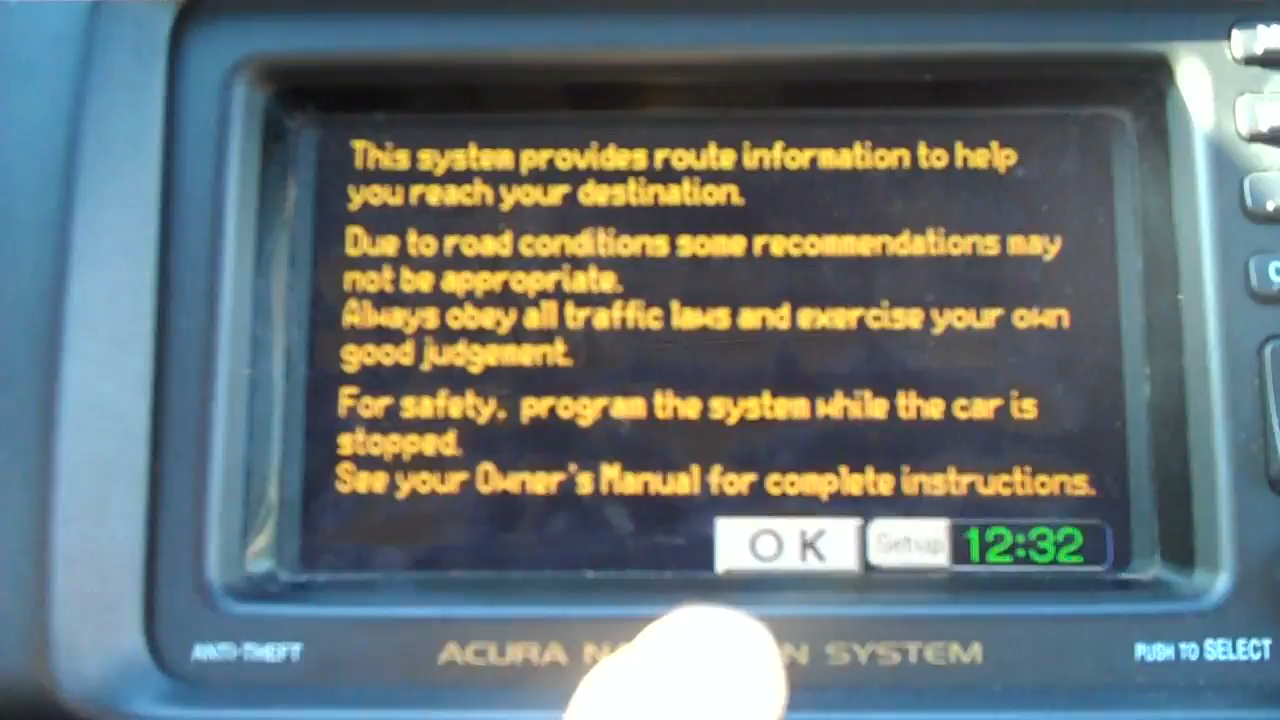 This system provides route information to help
you reach your destination.
Due to road conditions some recommendations may
not be appropriate.
Always obey all traffic laws and exercise your own
good judgement.
For safety, program the system while the car is
stopped.
See your Owner's Manual for complete instructions.
OK Setup 12:32
ANTI-THEFT ACURA SYSTEM PUSH TO SELECT